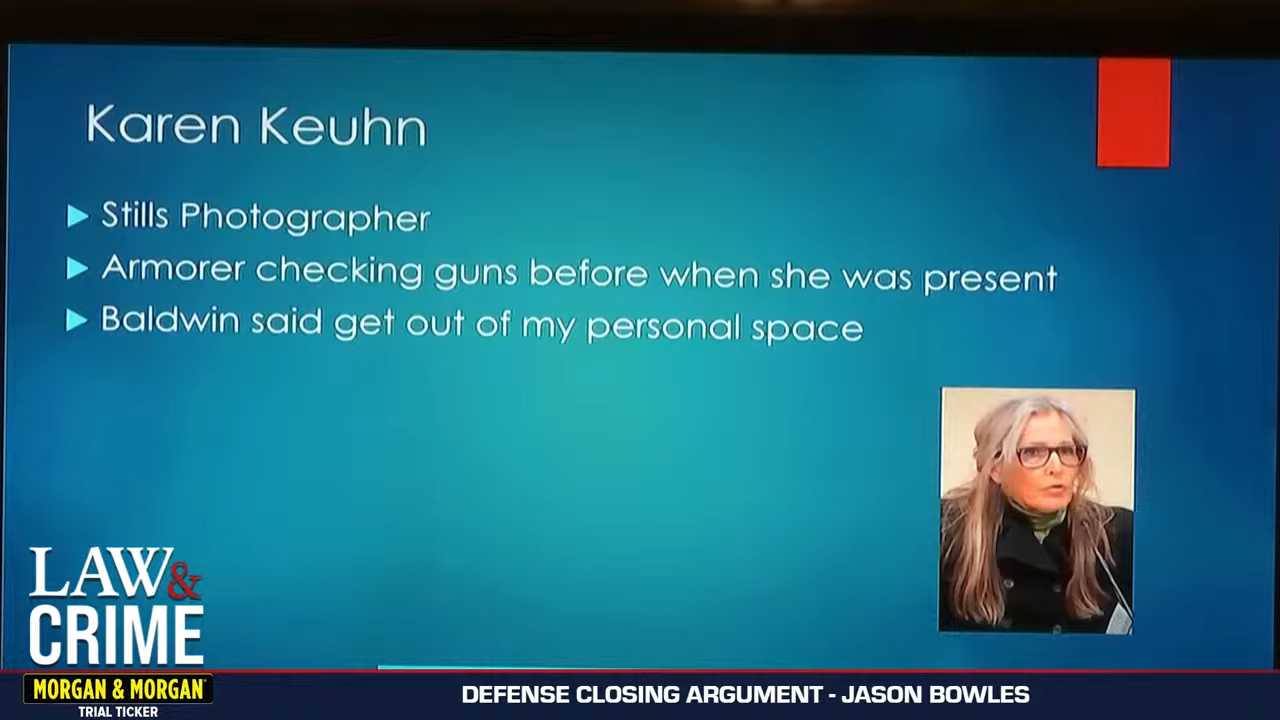 Karen Keuhn
Stills Photographer
Armorer checking guns before when she was present
Baldwin said get out of my personal space
LAW&
CRIME
MORGAN & MORGAN
TRIAL TICKER
DEFENSE CLOSING ARGUMENT - JASON BOWLES